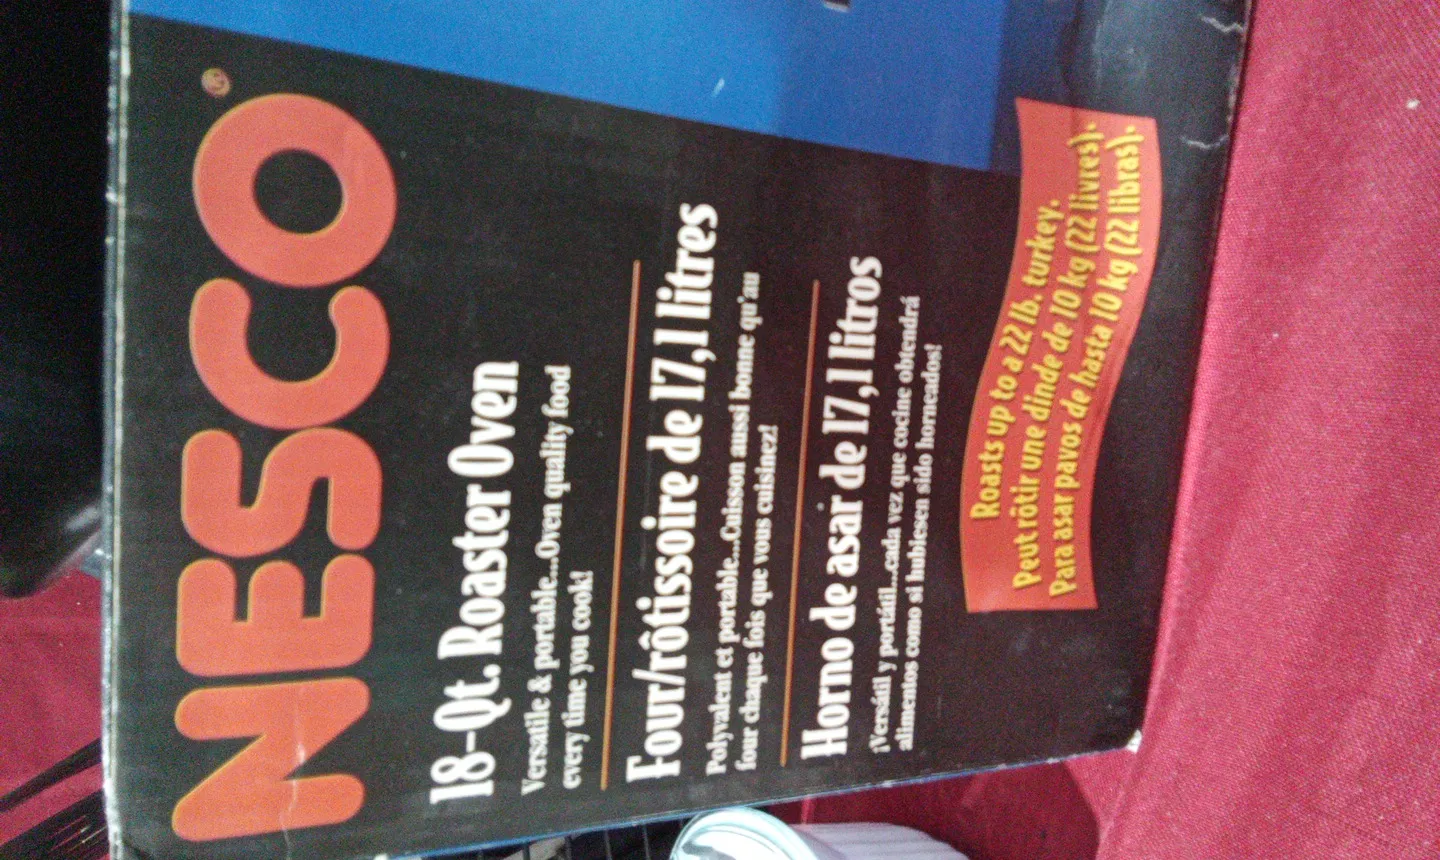 NESCO®
18-Qt. Roaster Oven
Versatile & portable...Oven quality food
every time you cook!
Four/rôtissoire de 17,1 litres
Polyvalent et portable...Cuisson aussi bonne qu'au
four chaque fois que vous cuisinez!
Horno de asar de 17,1 litros
¡Versátil y portátil...cada vez que cocine obtendrá
alimentos como si hubiesen sido horneados!
Roasts up to a 22 lb. turkey.
Peut rôtir une dinde de 10 kg (22 livres).
Para asar pavos de hasta 10 kg (22 libras).